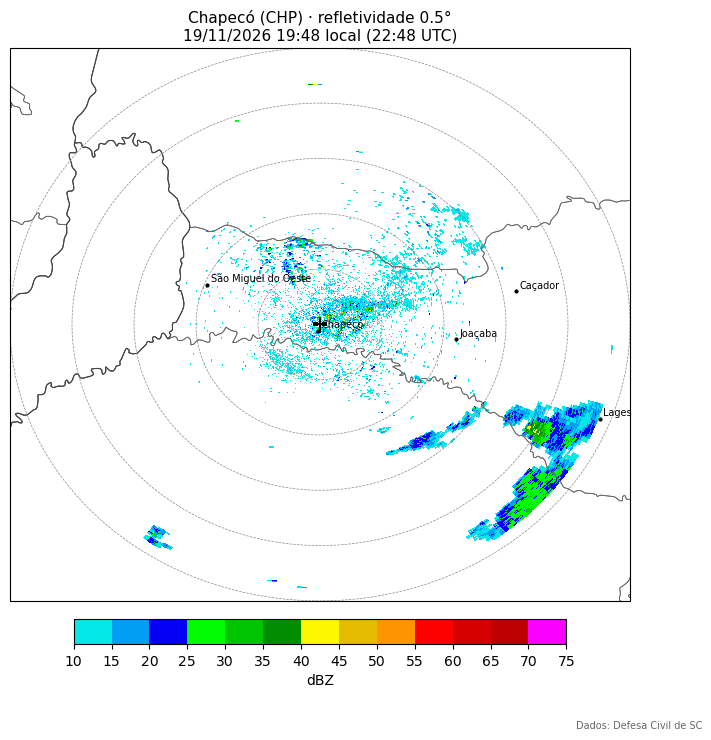 Chapecó (CHP) · refletividade 0.5°
19/11/2026 19:48 local (22:48 UTC)
São Miguel do Oeste
Caçador
Chapecó
Joaçaba
Lages
10 15 20 25 30 35 40 45 50 55 60 65 70 75
dBZ
Dados: Defesa Civil de SC